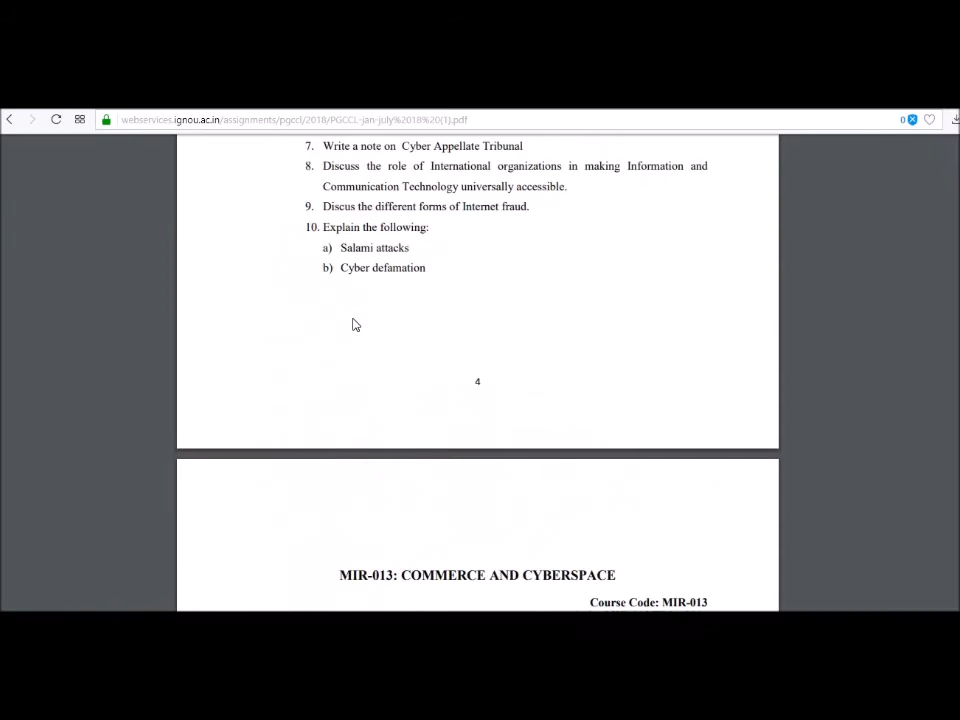 webservices.ignou.ac.in/assignments/pgccl/2018/PGCCL-jan-july%2018%20(1).pdf
0
7. Write a note on Cyber Appellate Tribunal
8. Discuss the role of International organizations in making Information and
Communication Technology universally accessible.
9. Discus the different forms of Internet fraud.
10. Explain the following:
a) Salami attacks
b) Cyber defamation
4
MIR-013: COMMERCE AND CYBERSPACE
Course Code: MIR-013